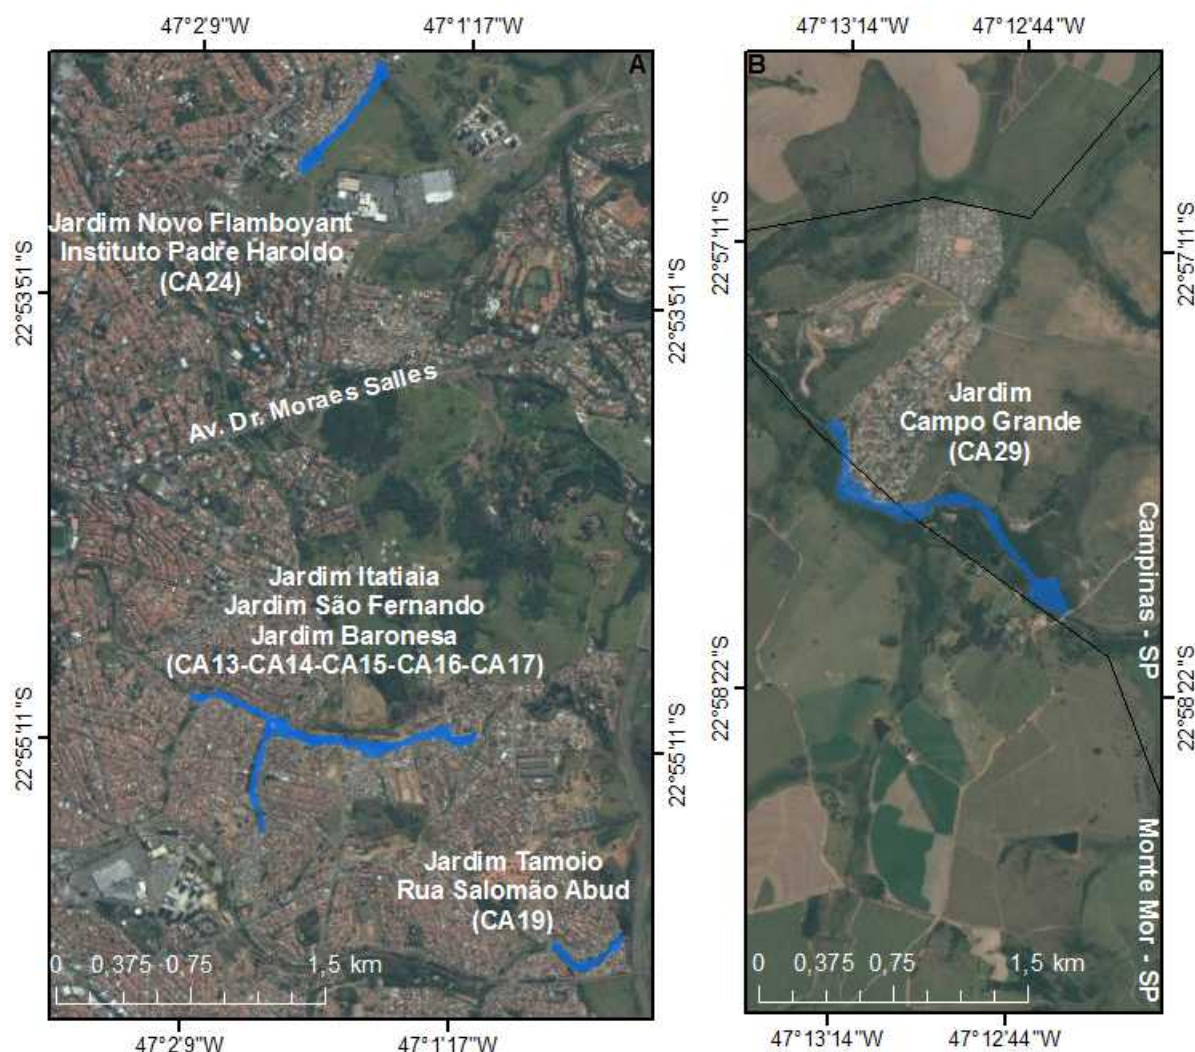 47°2'9"W
47°1'17"W
47°13'14"W
47°12'44"W
A
B
Jardim Novo Flamboyant
Instituto Padre Haroldo
(CA24)
22°53'51"S
22°53'51"S
22°57'11"S
22°57'11"S
Av. Dr. Moraes Salles
Jardim
Campo Grande
(CA29)
Jardim Itatiaia
Jardim São Fernando
Jardim Baronesa
(CA13-CA14-CA15-CA16-CA17)
Campinas - SP
22°55'11"S
22°55'11"S
22°58'22"S
22°58'22"S
Jardim Tamoio
Rua Salomão Abud
(CA19)
Monte Mor - SP
0 0,375 0,75 1,5 km
0 0,375 0,75 1,5 km
47°2'9"W
47°1'17"W
47°13'14"W
47°12'44"W